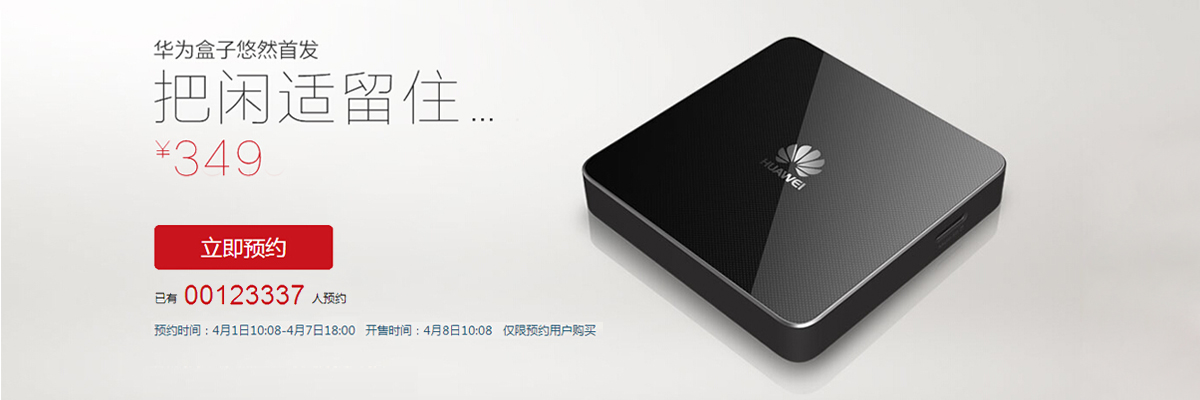 华为盒子悠然首发
把闲适留住...
¥349
立即预约
已有 00123337 人预约
预约时间：4月1日10:08-4月7日18:00 开售时间：4月8日10:08 仅限预约用户购买
HUAWEI